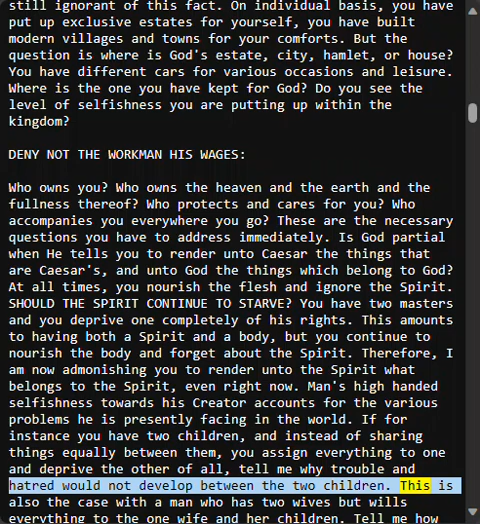 still ignorant of this fact. On individual basis, you have
put up exclusive estates for yourself, you have built
modern villages and towns for your comforts. But the
question is where is God's estate, city, hamlet, or house?
You have different cars for various occasions and leisure.
Where is the one you have kept for God? Do you see the
level of selfishness you are putting up within the
kingdom?
DENY NOT THE WORKMAN HIS WAGES:
Who owns you? Who owns the heaven and the earth and the
fullness thereof? Who protects and cares for you? Who
accompanies you everywhere you go? These are the necessary
questions you have to address immediately. Is God partial
when He tells you to render unto Caesar the things that
are Caesar's, and unto God the things which belong to God?
At all times, you nourish the flesh and ignore the Spirit.
SHOULD THE SPIRIT CONTINUE TO STARVE? You have two masters
and you deprive one completely of his rights. This amounts
to having both a Spirit and a body, but you continue to
nourish the body and forget about the Spirit. Therefore, I
am now admonishing you to render unto the Spirit what
belongs to the Spirit, even right now. Man's high handed
selfishness towards his Creator accounts for the various
problems he is presently facing in the world. If for
instance you have two children, and instead of sharing
things equally between them, you assign everything to one
and deprive the other of all, tell me why trouble and
hatred would not develop between the two children. This is
also the case with a man who has two wives but wills
everything to the one wife and her children. Tell me how